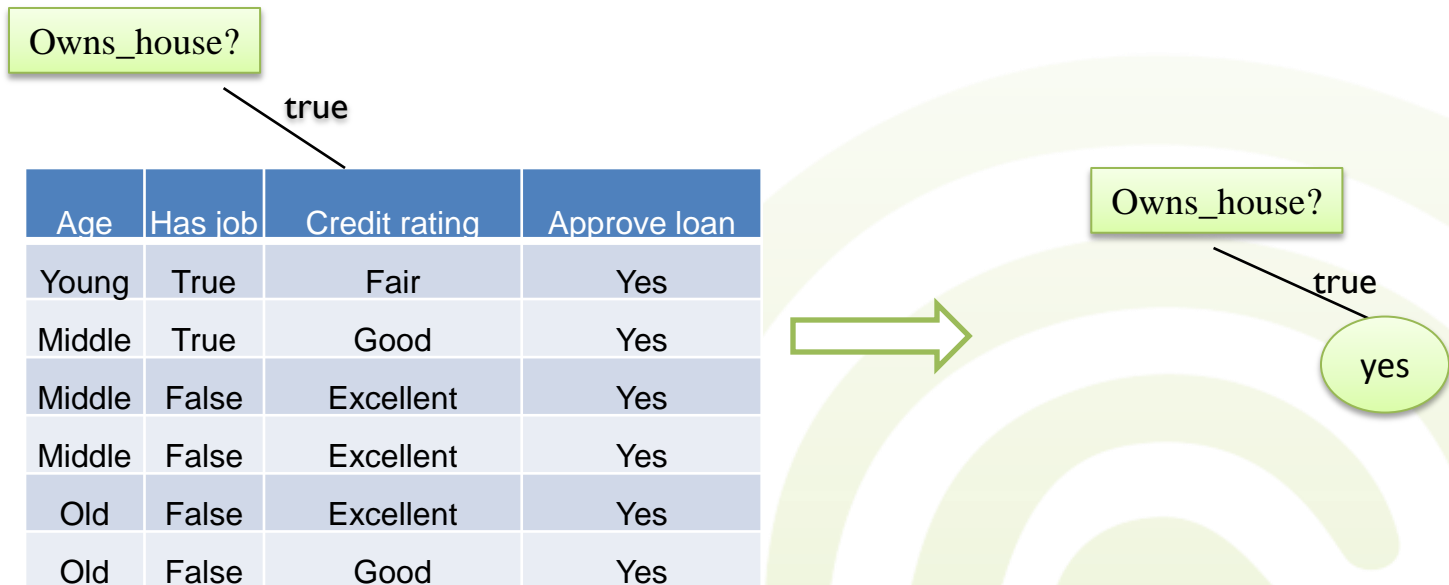 Owns_house?
true
Age Has job Credit rating Approve loan
Young True Fair Yes
Middle True Good Yes
Middle False Excellent Yes
Middle False Excellent Yes
Old False Excellent Yes
Old False Good Yes
Owns_house?
true
yes